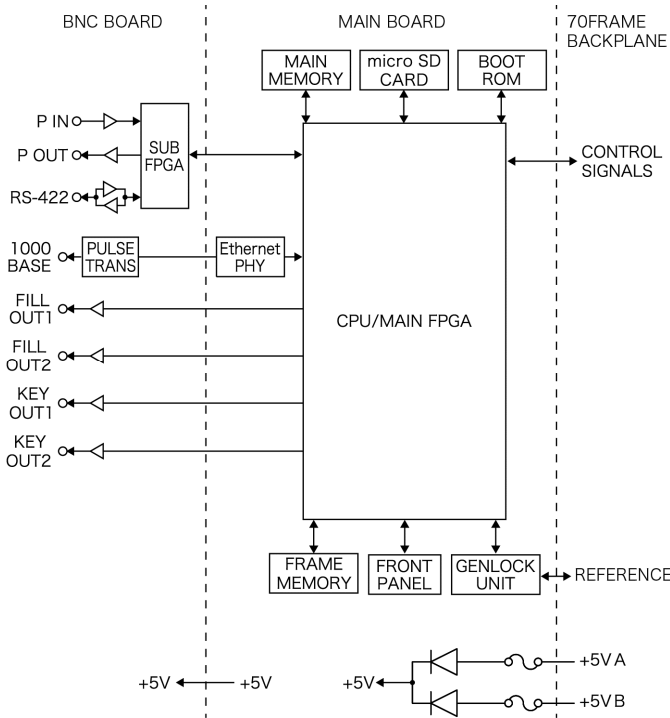 BNC BOARD
MAIN BOARD
70FRAME
BACKPLANE
MAIN
MEMORY
micro SD
CARD
BOOT
ROM
P IN
P OUT
RS-422
SUB
FPGA
CONTROL
SIGNALS
1000
BASE
PULSE
TRANS
Ethernet
PHY
FILL
OUT1
FILL
OUT2
KEY
OUT1
KEY
OUT2
CPU/MAIN FPGA
FRAME
MEMORY
FRONT
PANEL
GENLOCK
UNIT
REFERENCE
+5V
+5V
+5V
+5V A
+5V B